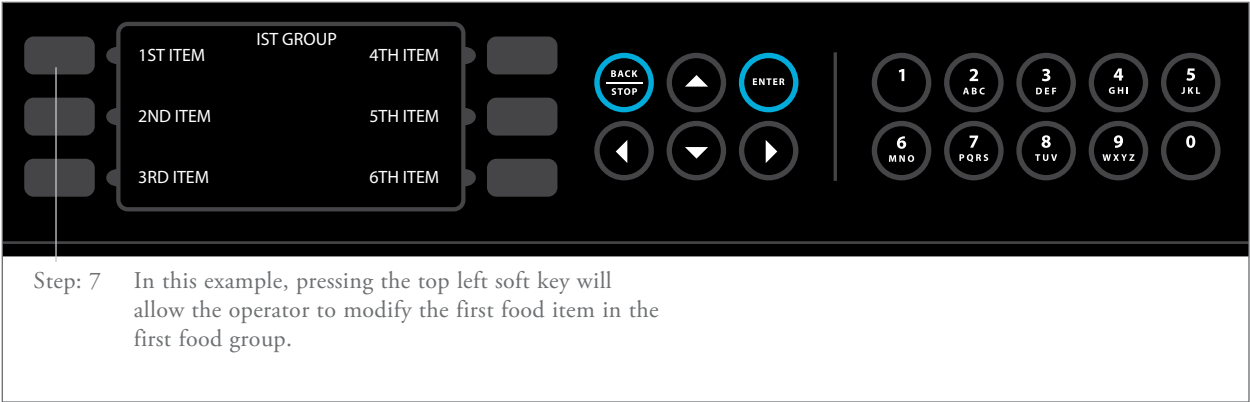 IST GROUP
1ST ITEM 4TH ITEM
2ND ITEM 5TH ITEM
3RD ITEM 6TH ITEM
BACK
STOP
ENTER
1
2
ABC
3
DEF
4
GHI
5
JKL
6
MNO
7
PQRS
8
TUV
9
WXYZ
0
Step: 7 In this example, pressing the top left soft key will
allow the operator to modify the first food item in the
first food group.